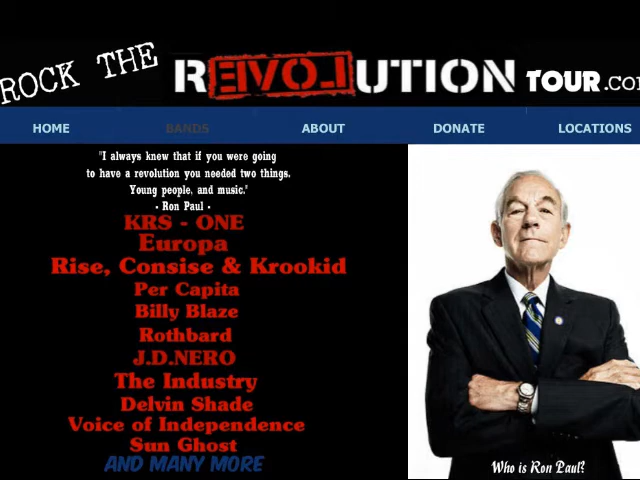 ROCK THE REVOLUTION TOUR.CO
HOME BANDS ABOUT DONATE LOCATIONS
"I always knew that if you were going
to have a revolution you needed two things.
Young people, and music."
- Ron Paul -
KRS - ONE
Europa
Rise, Consise & Krookid
Per Capita
Billy Blaze
Rothbard
J.D.NERO
The Industry
Delvin Shade
Voice of Independence
Sun Ghost
AND MANY MORE
Who is Ron Paul?